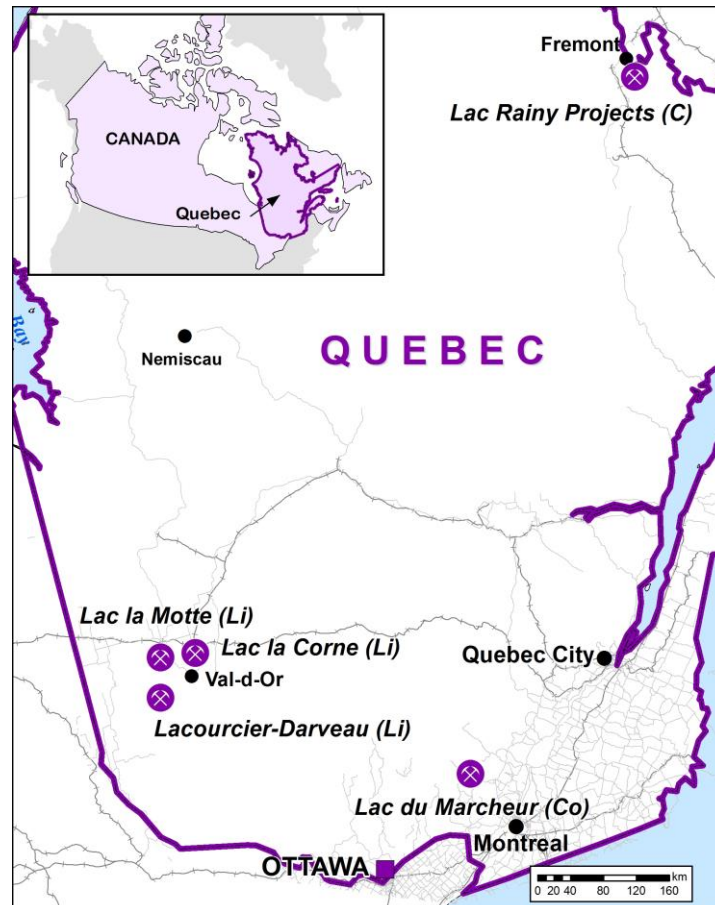 Fremont
Lac Rainy Projects (C)
CANADA
Quebec
Bay
QUEBEC
Nemiscau
Lac la Motte (Li)
Lac la Corne (Li)
Val-d-Or
Lacourcier-Darveau (Li)
Quebec City
Lac du Marcheur (Co)
Montreal
OTTAWA
km
0 20 40 80 120 160